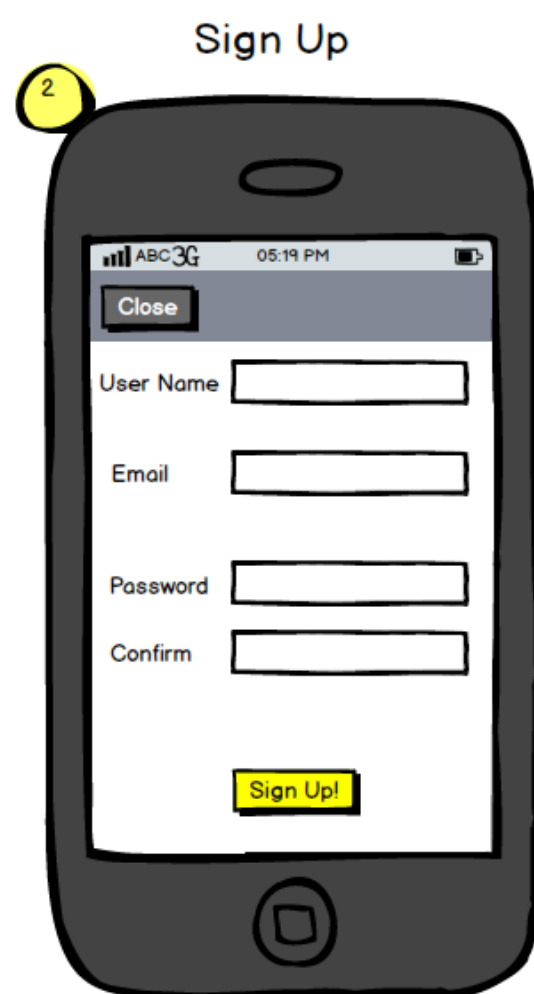 Sign Up
2
ABC 3G 05:19 PM
Close
User Name
Email
Password
Confirm
Sign Up!